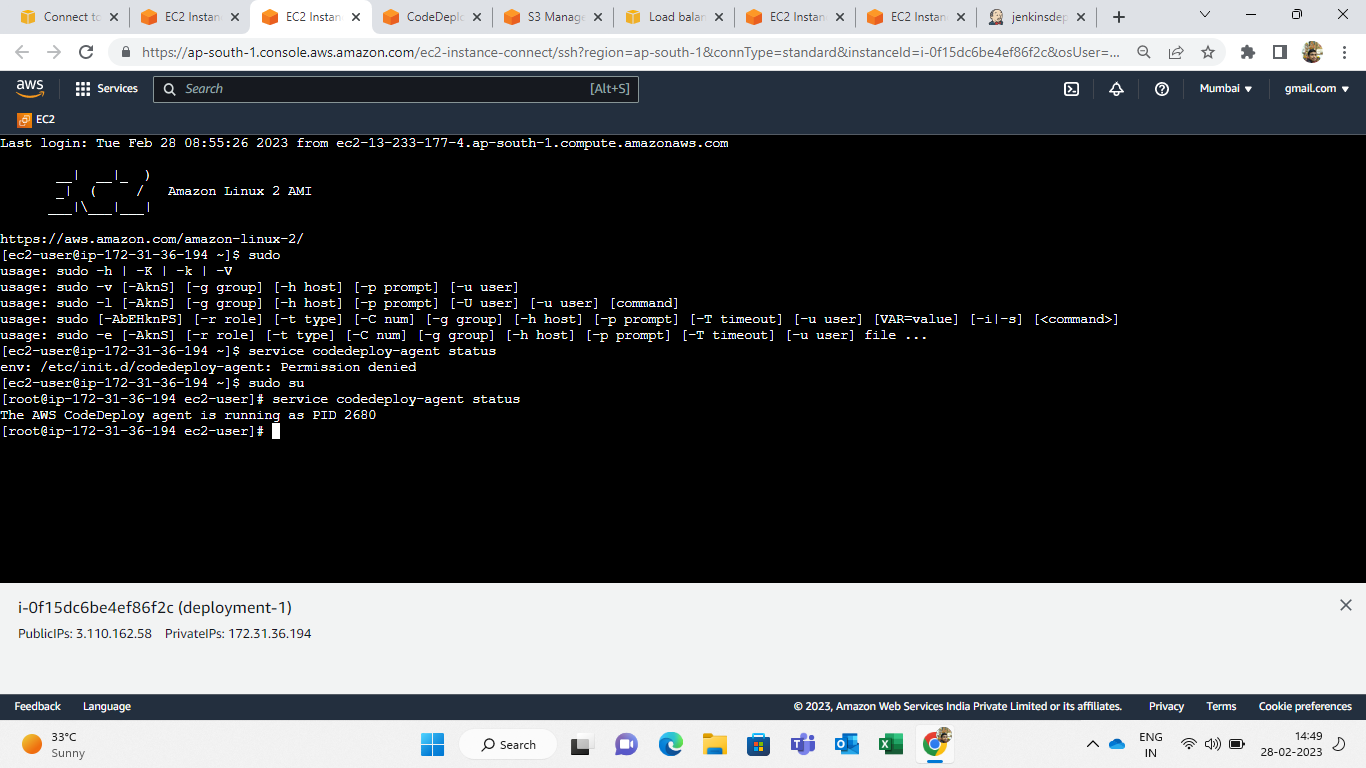 Connect to
EC2 Instan
EC2 Instan
CodeDeplo
S3 Manage
Load balan
EC2 Instan
EC2 Instan
jenkinsdep
https://ap-south-1.console.aws.amazon.com/ec2-instance-connect/ssh?region=ap-south-1&connType=standard&instanceId=i-0f15dc6be4ef86f2c&osUser=...
aws
Services
Search
[Alt+S]
Mumbai
gmail.com
EC2
Last login: Tue Feb 28 08:55:26 2023 from ec2-13-233-177-4.ap-south-1.compute.amazonaws.com
__|  __|_  )
_|  (     /   Amazon Linux 2 AMI
___|\___|___|
https://aws.amazon.com/amazon-linux-2/
[ec2-user@ip-172-31-36-194 ~]$ sudo
usage: sudo -h | -K | -k | -V
usage: sudo -v [-AknS] [-g group] [-h host] [-p prompt] [-u user]
usage: sudo -l [-AknS] [-g group] [-h host] [-p prompt] [-U user] [-u user] [command]
usage: sudo [-AbEHknPS] [-r role] [-t type] [-C num] [-g group] [-h host] [-p prompt] [-T timeout] [-u user] [VAR=value] [-i|-s] [<command>]
usage: sudo -e [-AknS] [-r role] [-t type] [-C num] [-g group] [-h host] [-p prompt] [-T timeout] [-u user] file ...
[ec2-user@ip-172-31-36-194 ~]$ service codedeploy-agent status
env: /etc/init.d/codedeploy-agent: Permission denied
[ec2-user@ip-172-31-36-194 ~]$ sudo su
[root@ip-172-31-36-194 ec2-user]# service codedeploy-agent status
The AWS CodeDeploy agent is running as PID 2680
[root@ip-172-31-36-194 ec2-user]#
i-0f15dc6be4ef86f2c (deployment-1)
PublicIPs: 3.110.162.58 PrivateIPs: 172.31.36.194
Feedback
Language
© 2023, Amazon Web Services India Private Limited or its affiliates.
Privacy
Terms
Cookie preferences
33°C
Sunny
Search
ENG
IN
14:49
28-02-2023